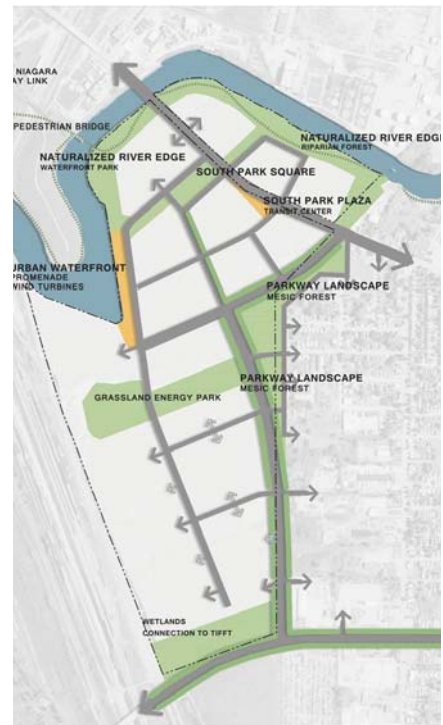 NIAGARA
AY LINK
PEDESTRIAN BRIDGE
NATURALIZED RIVER EDGE
RIPARIAN FOREST
NATURALIZED RIVER EDGE
WATERFRONT PARK
SOUTH PARK SQUARE
SOUTH PARK PLAZA
TRANSIT CENTER
URBAN WATERFRONT
PROMENADE
WIND TURBINES
PARKWAY LANDSCAPE
MESIC FOREST
PARKWAY LANDSCAPE
MESIC FOREST
GRASSLAND ENERGY PARK
WETLANDS
CONNECTION TO TIFFT